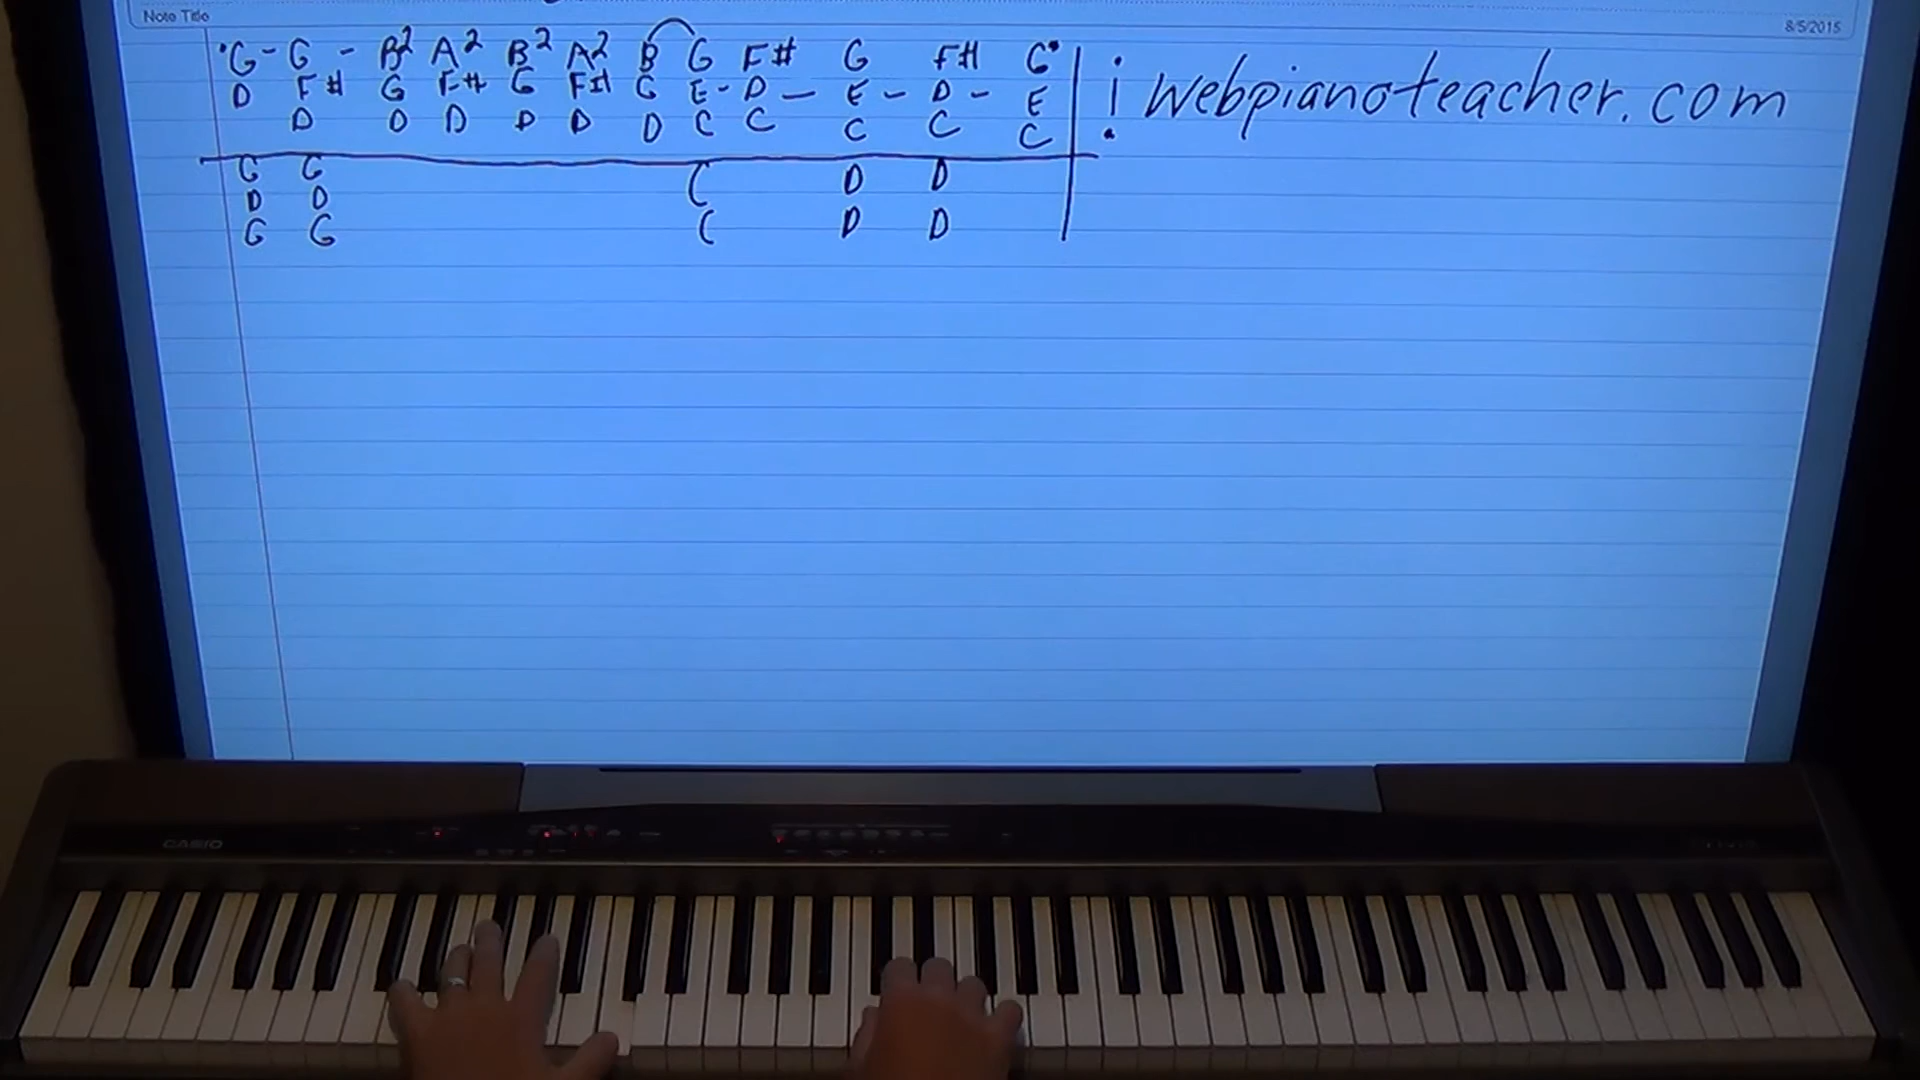 Note Title
8/5/2015
·G - G - B² A² B² A² B G F# G F# G·
D F# G F# G F# G E - D - E - D - E
D D D D D D C C C C C
! webpianoteacher.com
G G C D D
D D
G G C D D
CASIO